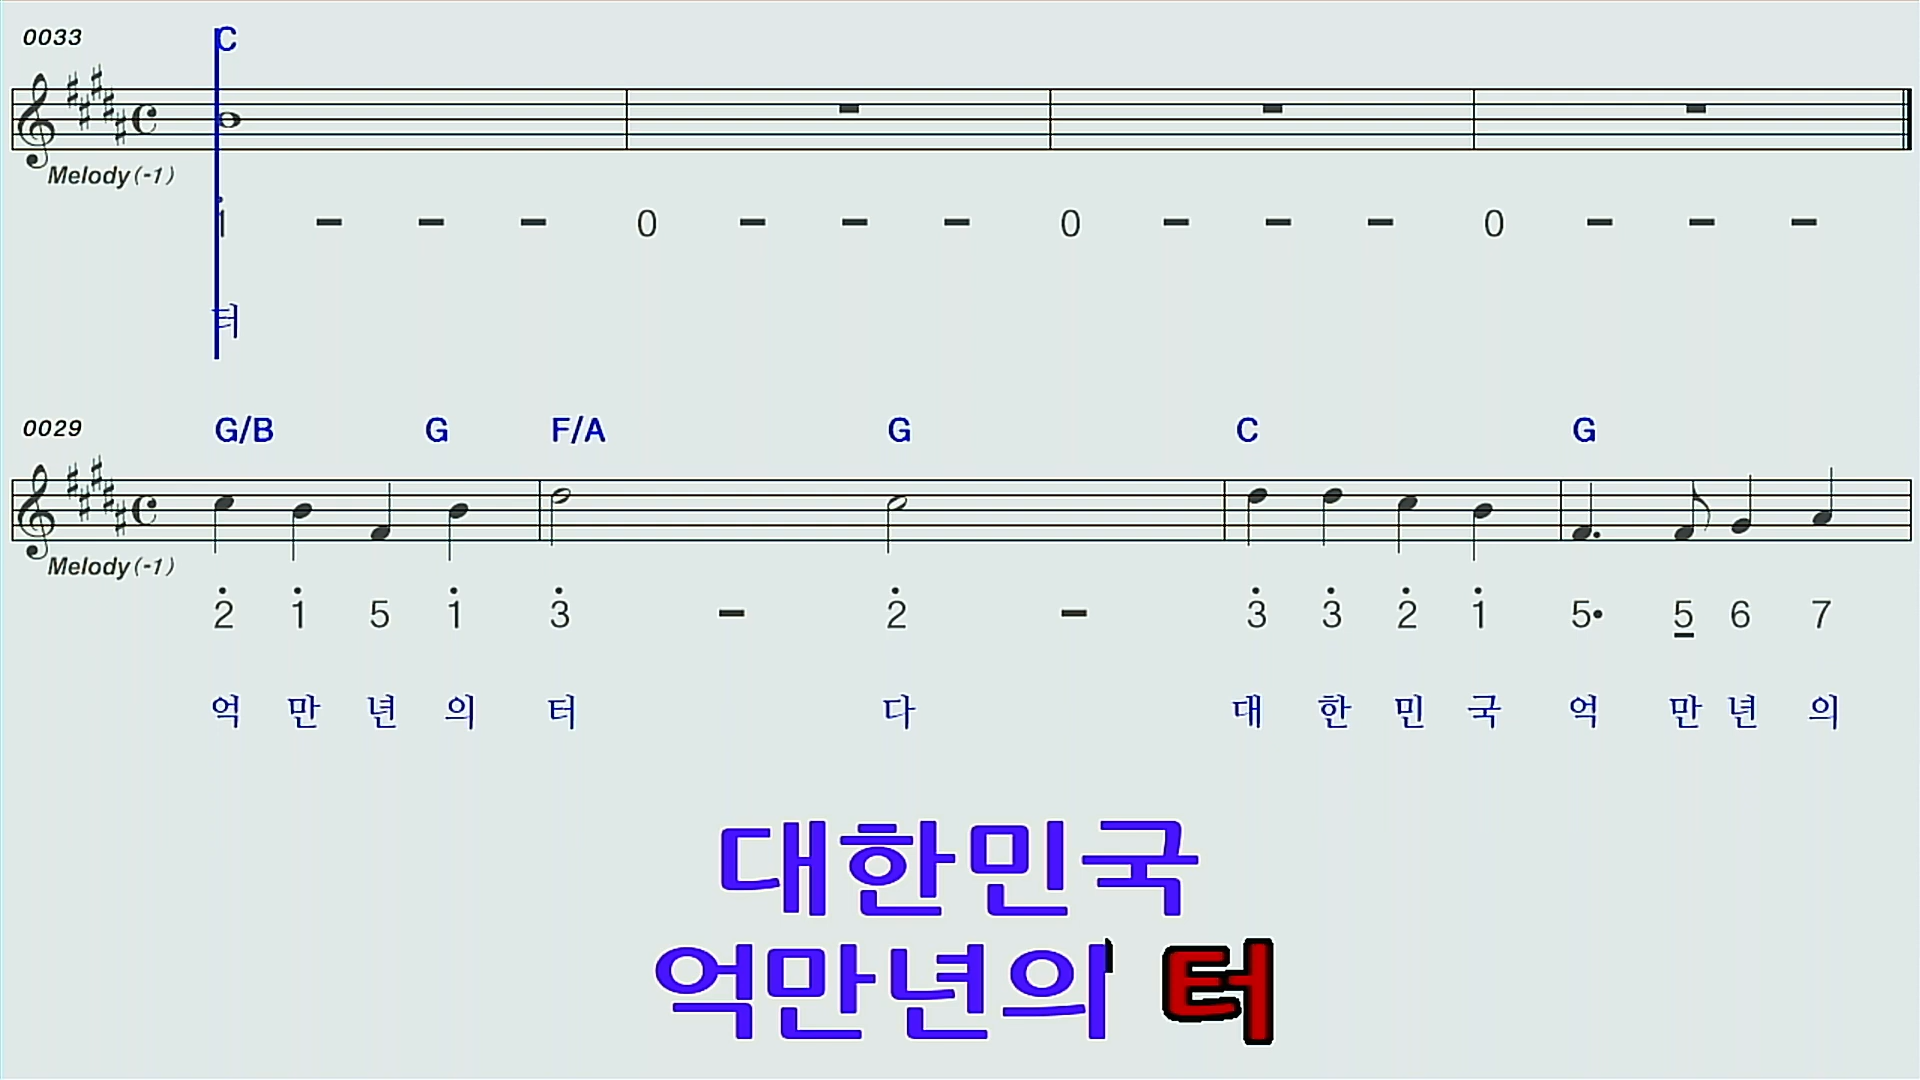 0033 C
Melody(-1)
1 - - - 0 - - - 0 - - - 0 - - -
터
0029 G/B G F/A G C G
Melody(-1)
2 1 5 1 3 - 2 - 3 3 2 1 5• 5 6 7
억 만 년 의 터 다 대 한 민 국 억 만 년 의
대한민국
억만년의 터